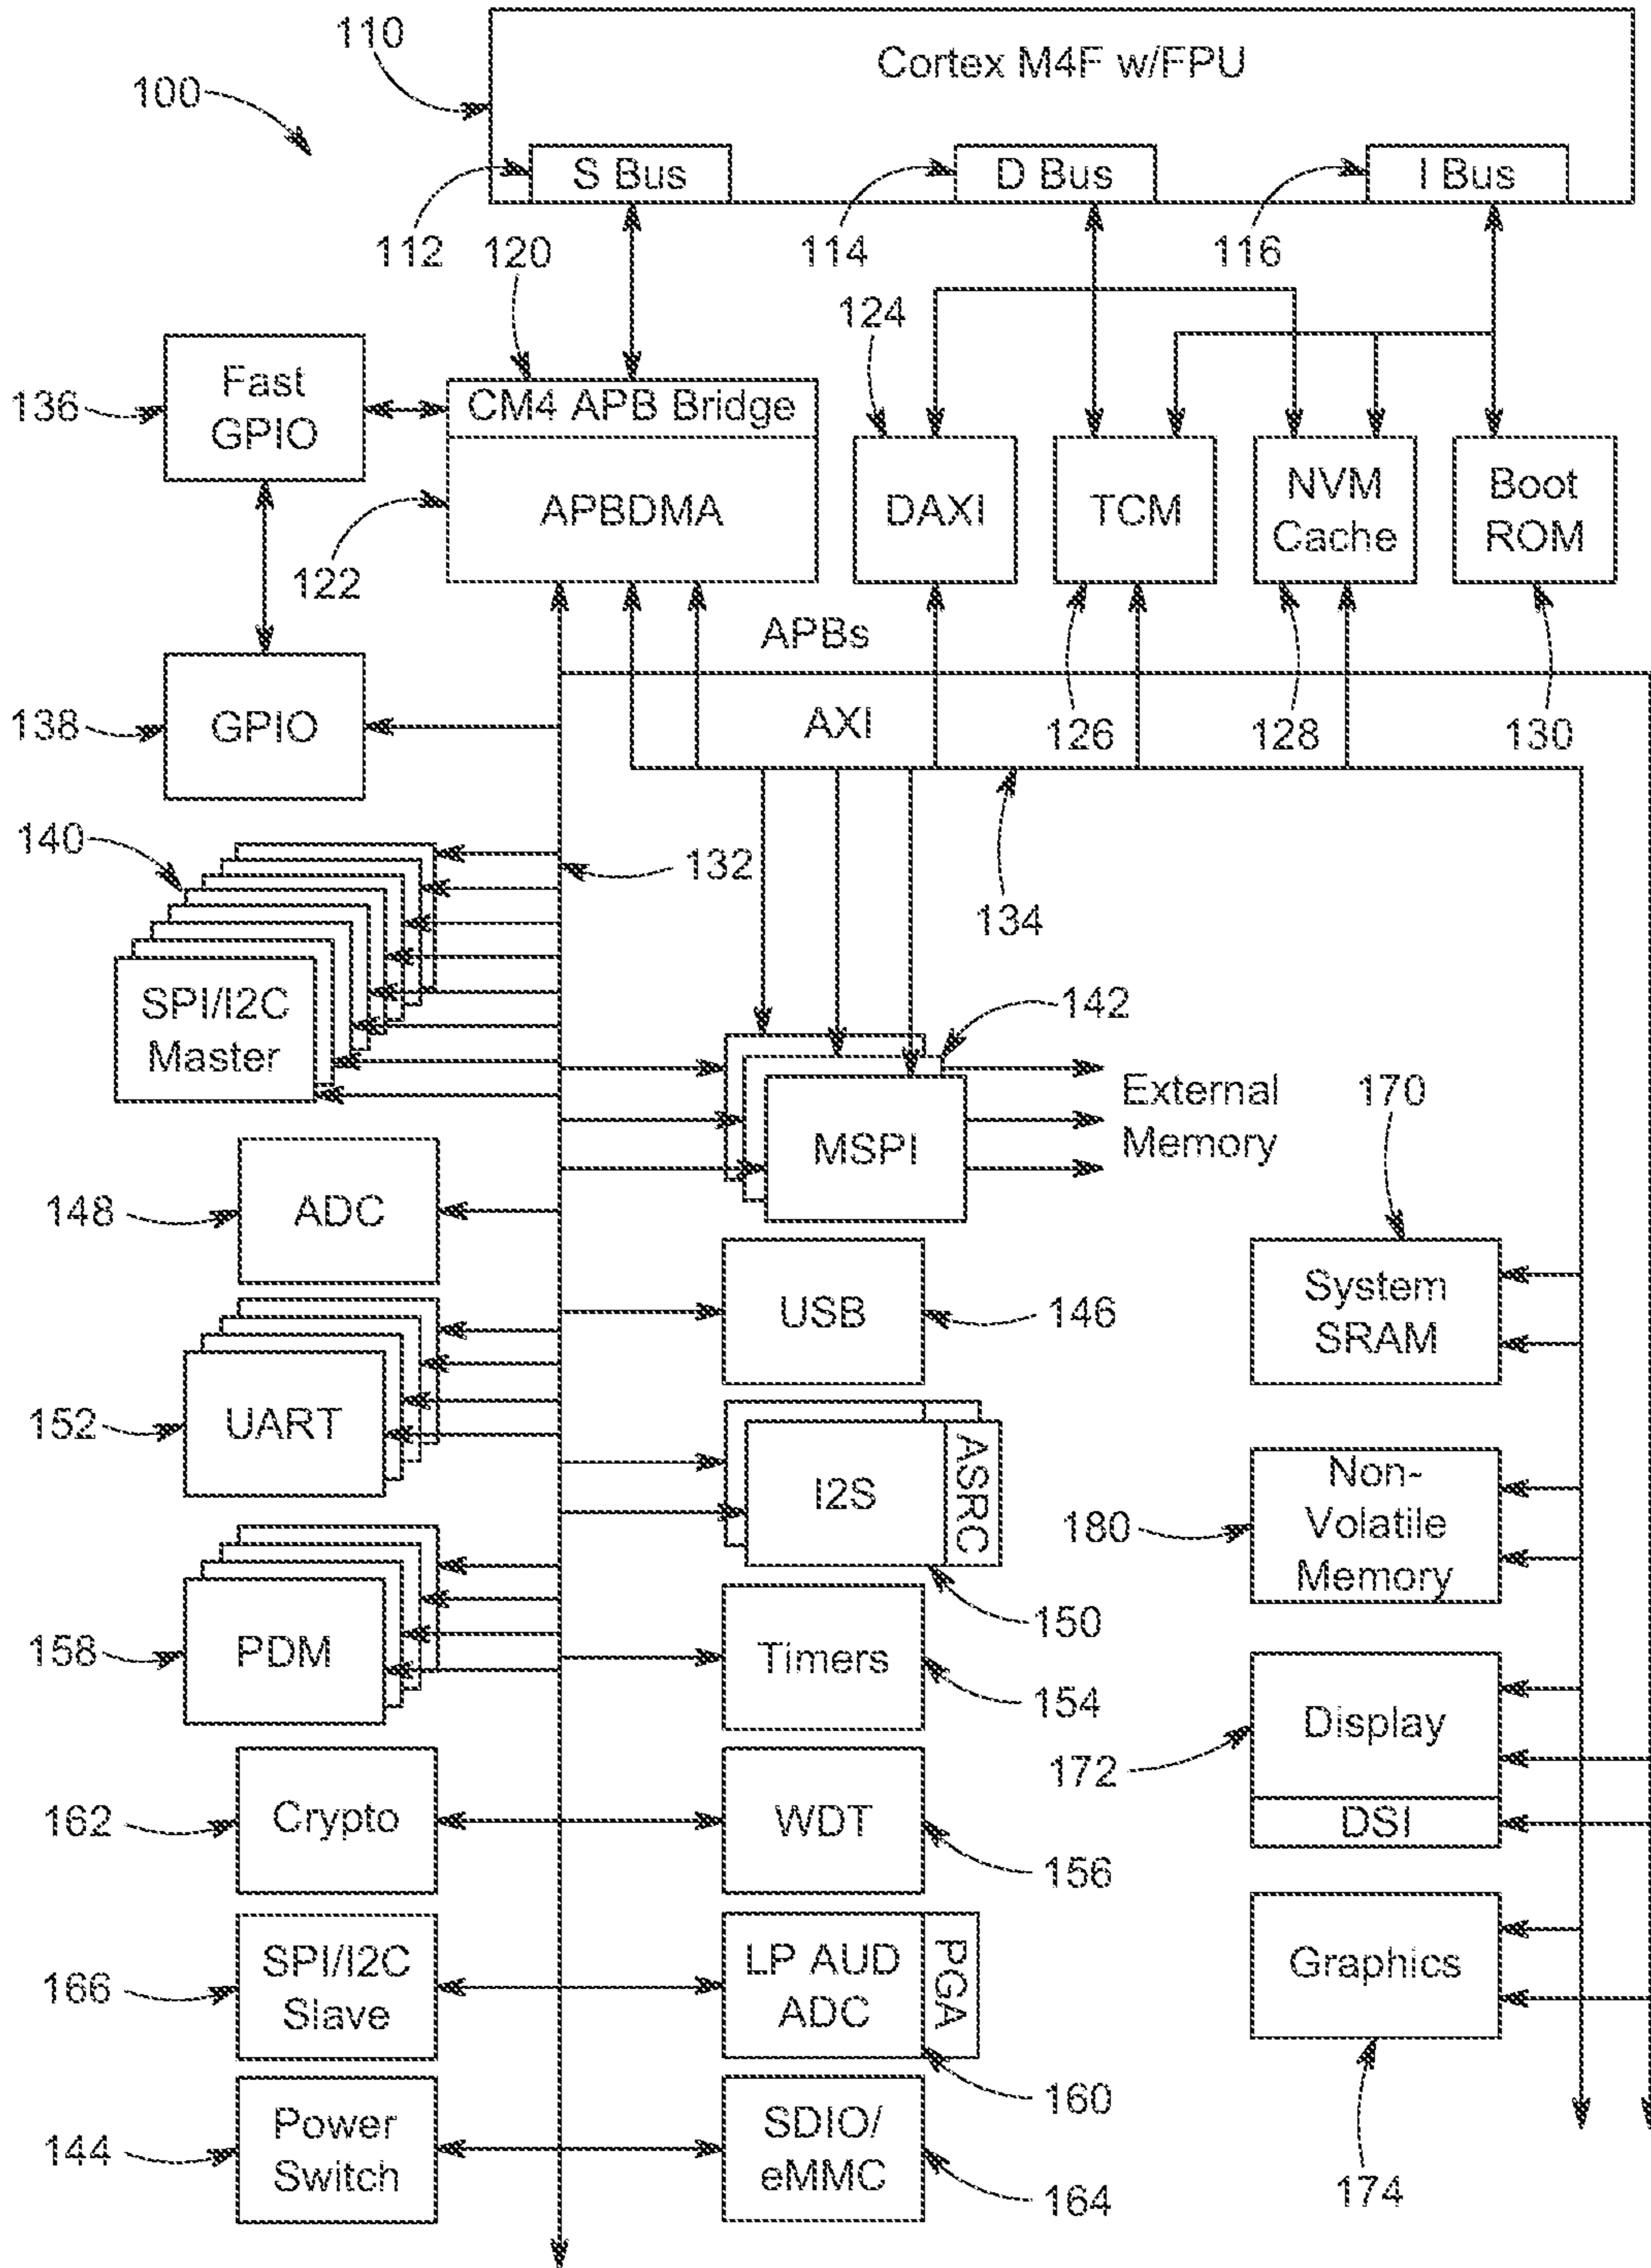 110
Cortex M4F w/FPU
100
S Bus
D Bus
I Bus
112
120
114
116
124
136
Fast
GPIO
CM4 APB Bridge
APBDMA
DAXI
TCM
NVM
Cache
Boot
ROM
122
APBs
138
GPIO
AXI
126
128
130
140
132
134
SPI/I2C
Master
142
MSPI
External
Memory
170
148
ADC
USB
146
System
SRAM
152
UART
I2S
ASRC
180
Non-
Volatile
Memory
150
158
PDM
Timers
154
Display
172
DSI
162
Crypto
WDT
156
166
SPI/I2C
Slave
LP AUD
ADC
PGA
Graphics
160
144
Power
Switch
SDIO/
eMMC
164
174